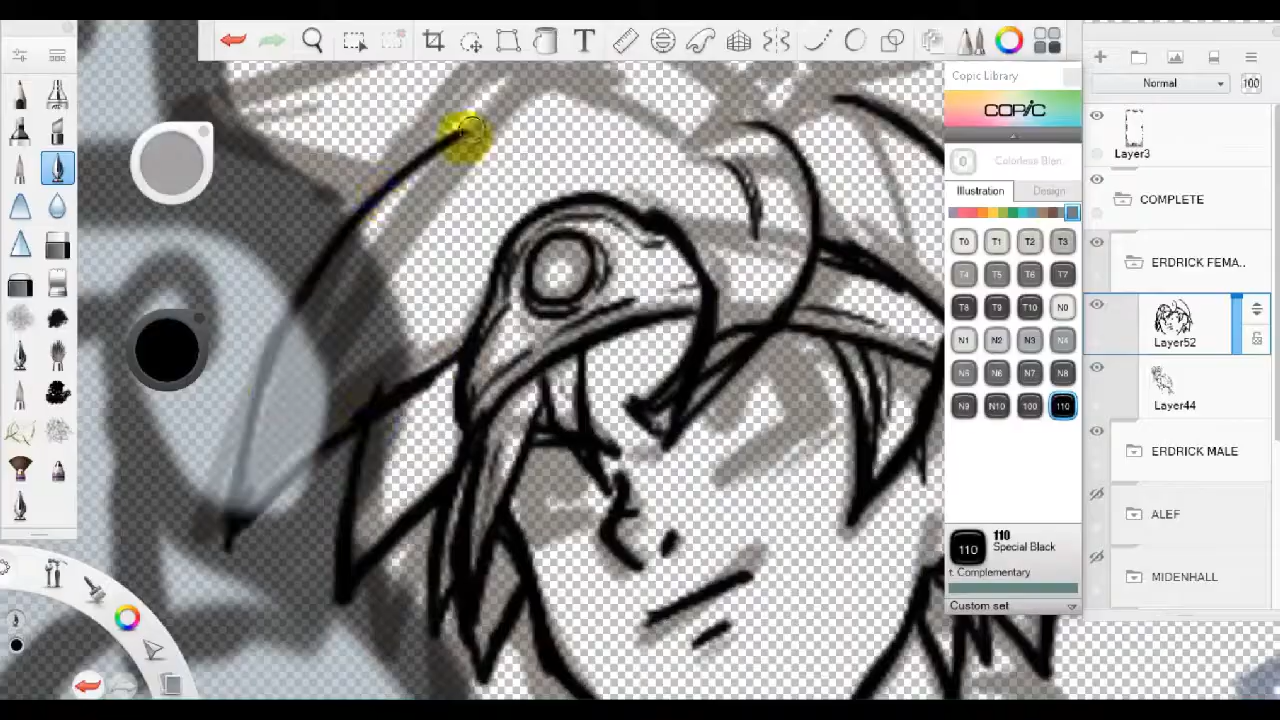 Copic Library
COPIC
0 Colorless Blen.
Illustration Design
T0 T1 T2 T3
T4 T5 T6 T7
T8 T9 T10 N0
N1 N2 N3 N4
N5 N6 N7 N8
N9 N10 100 110
110
110
Special Black
t. Complementary
Custom set
Normal 100
Layer3
COMPLETE
ERDRICK FEMA..
Layer52
Layer44
ERDRICK MALE
ALEF
MIDENHALL